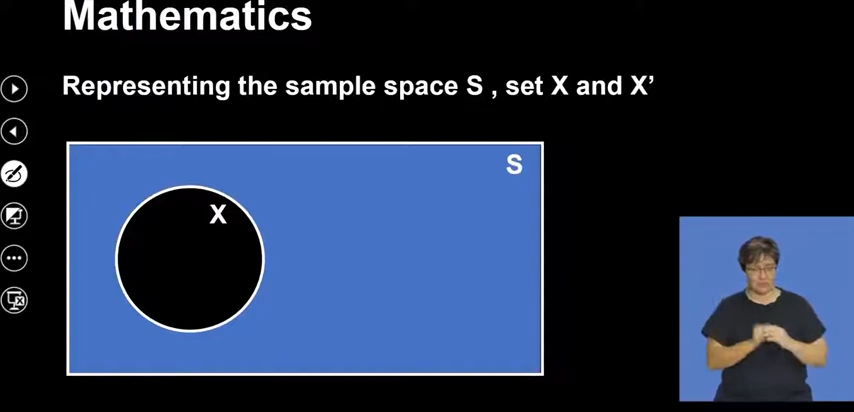 Mathematics
Representing the sample space S , set X and X’
S
X